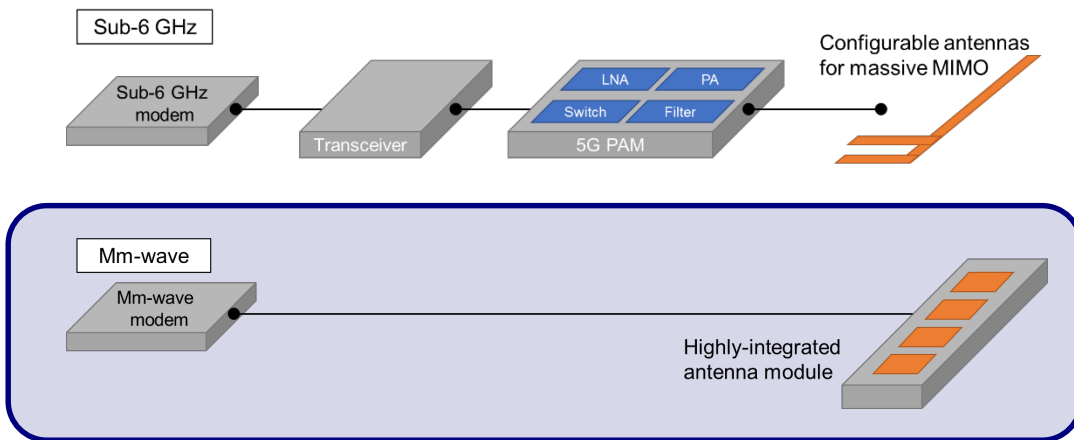 Sub-6 GHz
Configurable antennas
for massive MIMO
Sub-6 GHz
modem
Transceiver
LNA
PA
Switch
Filter
5G PAM
Mm-wave
Mm-wave
modem
Highly-integrated
antenna module